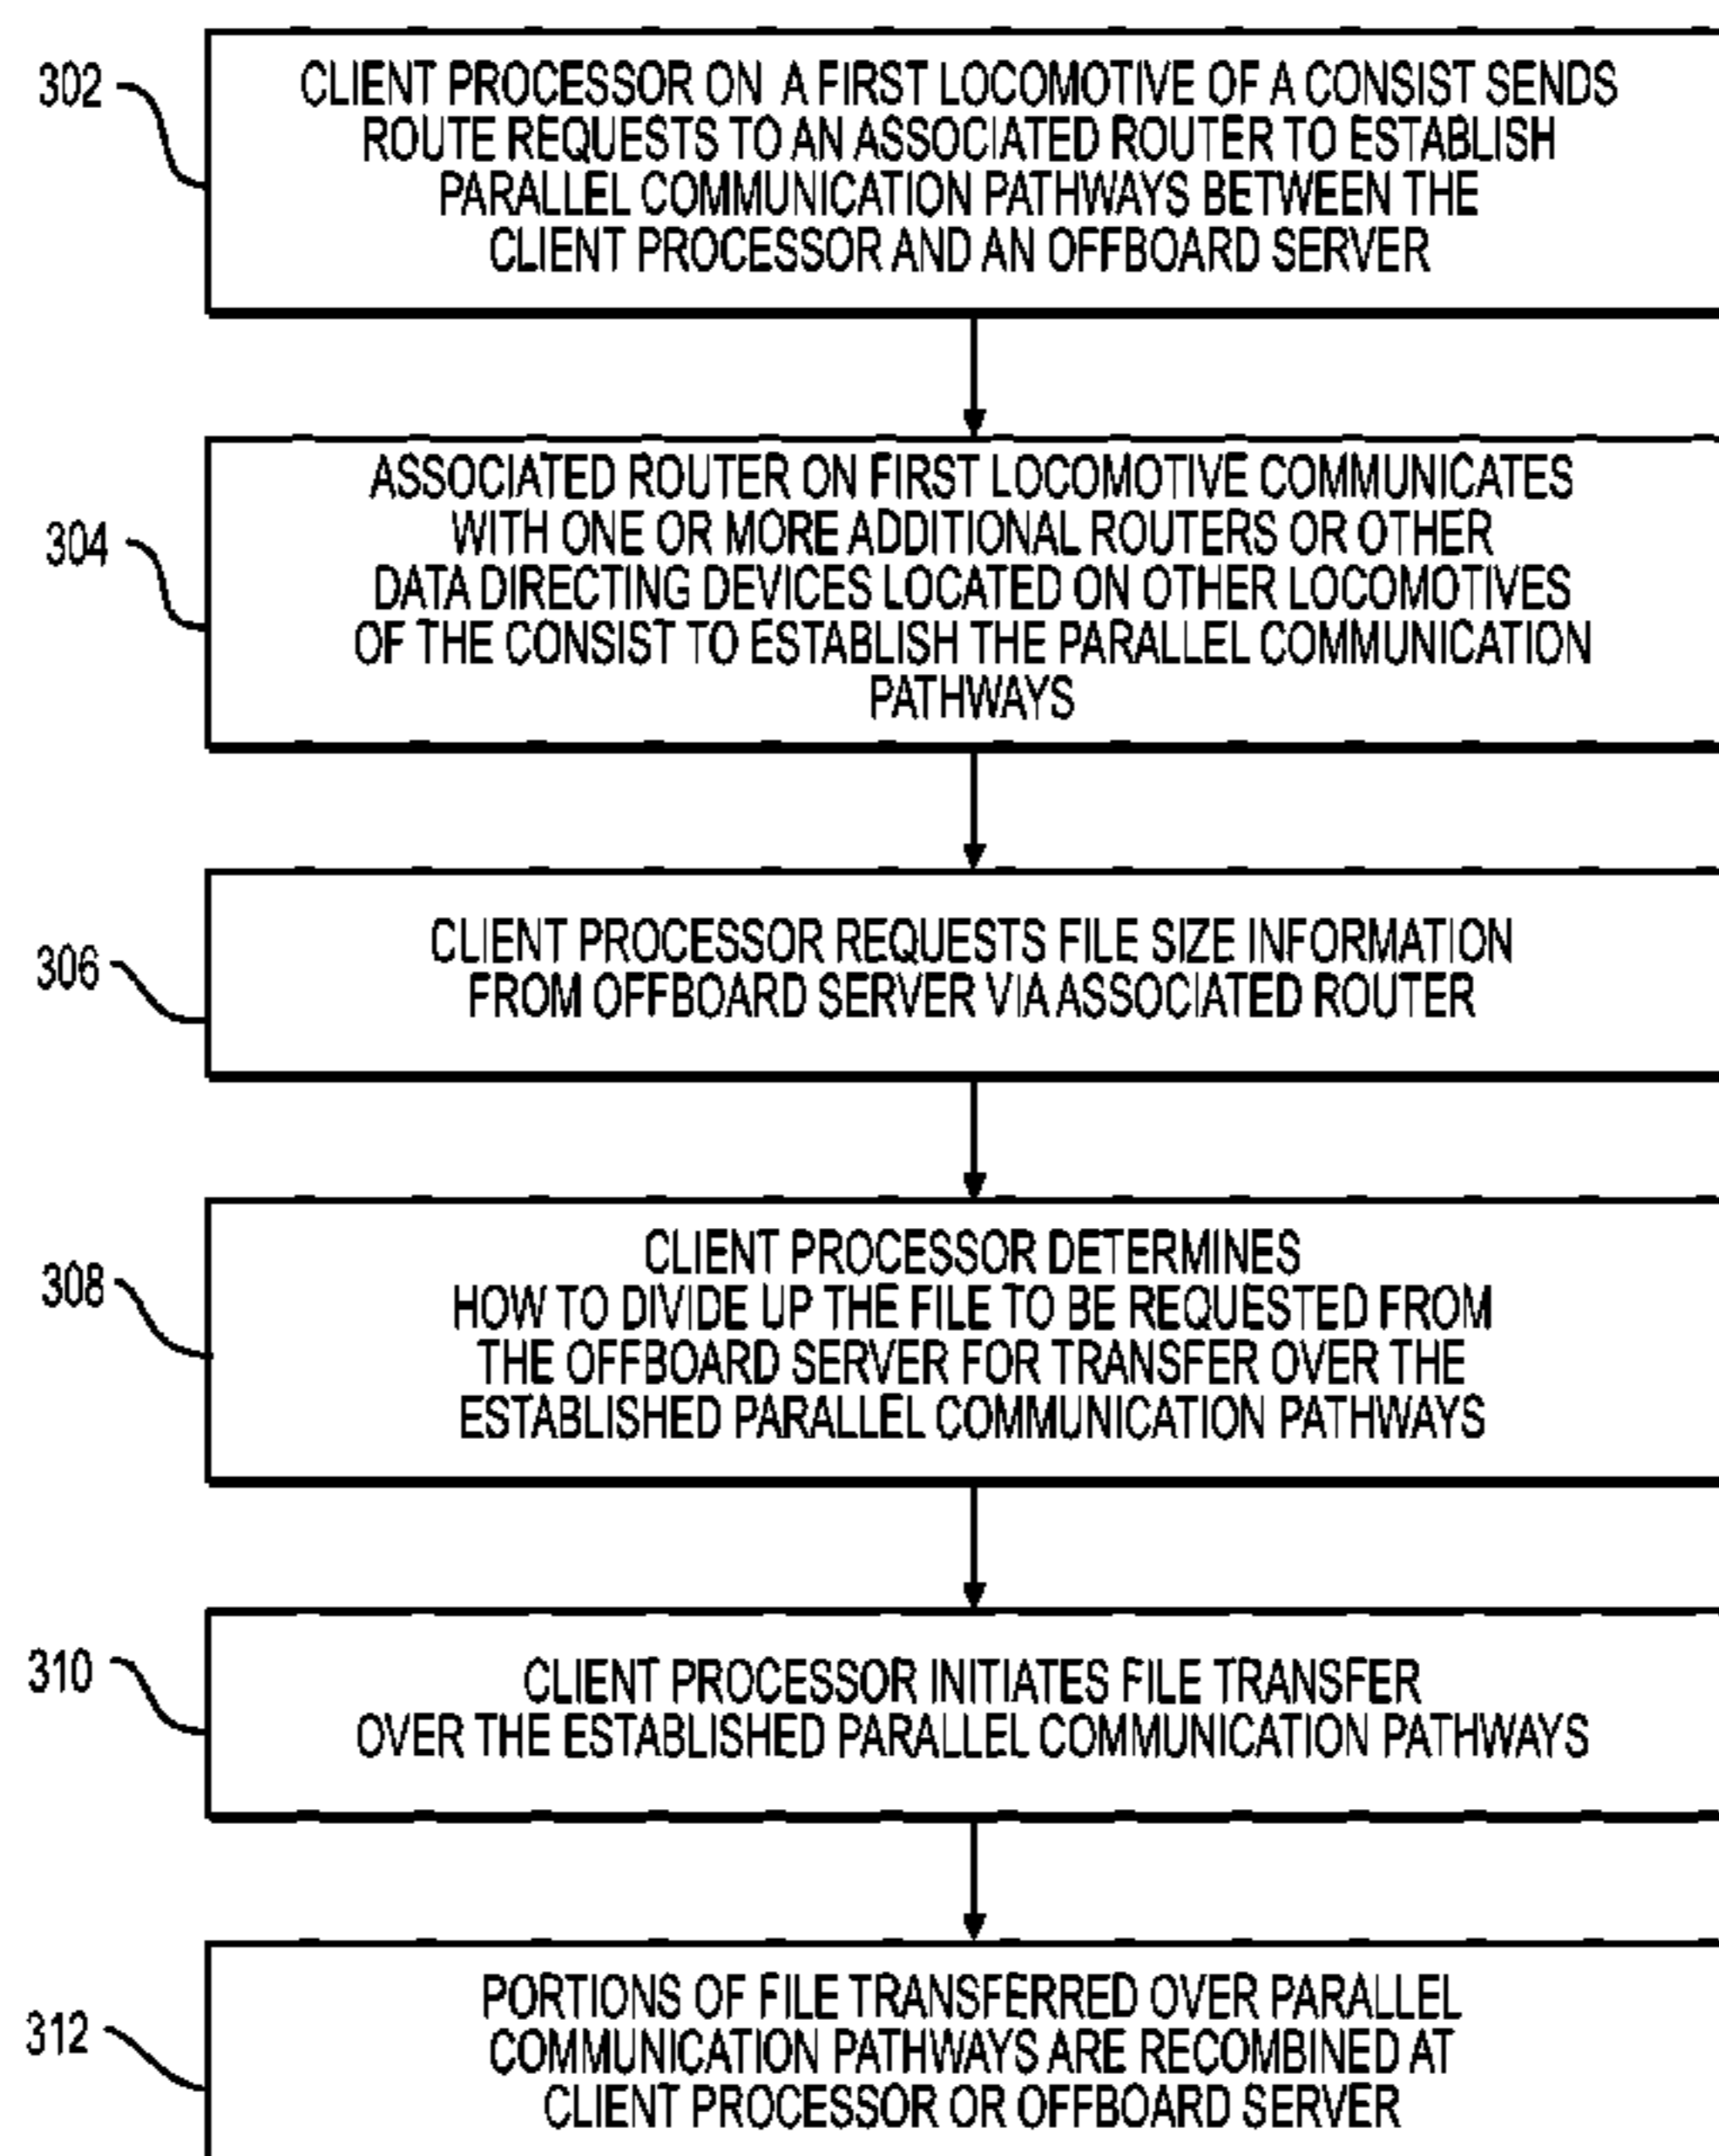 302
CLIENT PROCESSOR ON A FIRST LOCOMOTIVE OF A CONSIST SENDS
ROUTE REQUESTS TO AN ASSOCIATED ROUTER TO ESTABLISH
PARALLEL COMMUNICATION PATHWAYS BETWEEN THE
CLIENT PROCESSOR AND AN OFFBOARD SERVER
304
ASSOCIATED ROUTER ON FIRST LOCOMOTIVE COMMUNICATES
WITH ONE OR MORE ADDITIONAL ROUTERS OR OTHER
DATA DIRECTING DEVICES LOCATED ON OTHER LOCOMOTIVES
OF THE CONSIST TO ESTABLISH THE PARALLEL COMMUNICATION
PATHWAYS
306
CLIENT PROCESSOR REQUESTS FILE SIZE INFORMATION
FROM OFFBOARD SERVER VIA ASSOCIATED ROUTER
308
CLIENT PROCESSOR DETERMINES
HOW TO DIVIDE UP THE FILE TO BE REQUESTED FROM
THE OFFBOARD SERVER FOR TRANSFER OVER THE
ESTABLISHED PARALLEL COMMUNICATION PATHWAYS
310
CLIENT PROCESSOR INITIATES FILE TRANSFER
OVER THE ESTABLISHED PARALLEL COMMUNICATION PATHWAYS
312
PORTIONS OF FILE TRANSFERRED OVER PARALLEL
COMMUNICATION PATHWAYS ARE RECOMBINED AT
CLIENT PROCESSOR OR OFFBOARD SERVER